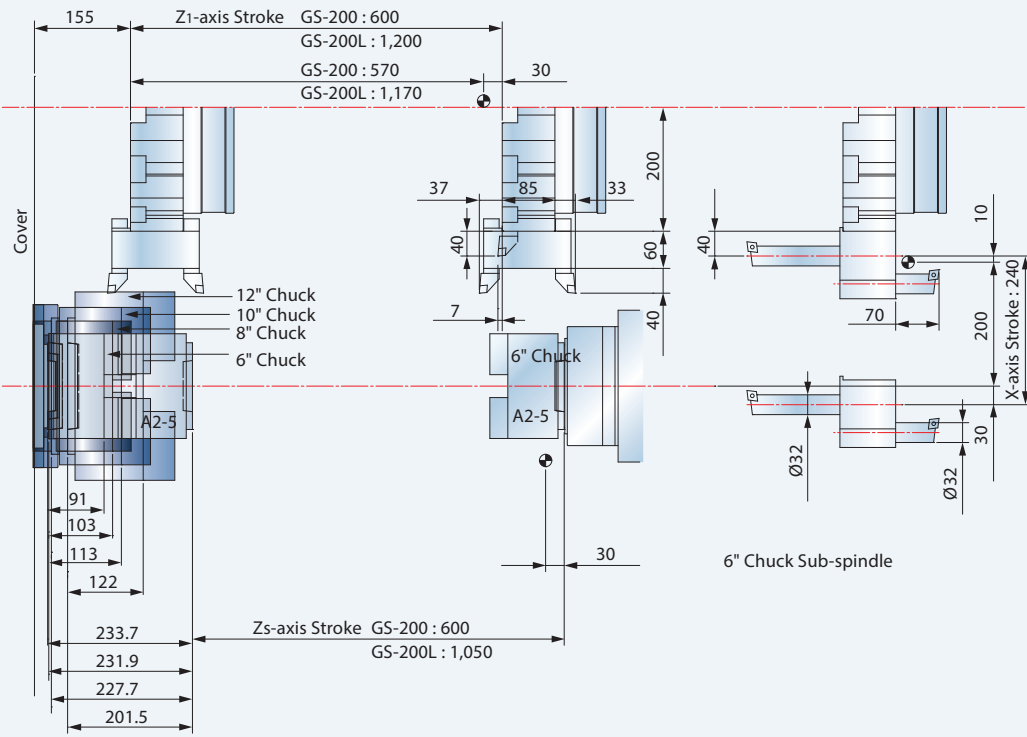 155
Z1-axis Stroke GS-200 : 600
GS-200L : 1,200
GS-200 : 570
GS-200L : 1,170
30
Cover
37
85
33
200
40
60
40
7
40
10
200
X-axis Stroke : 240
70
30
Ø32
Ø32
12" Chuck
10" Chuck
8" Chuck
6" Chuck
A2-5
6" Chuck
A2-5
91
103
113
122
30
6" Chuck Sub-spindle
233.7
231.9
227.7
201.5
Zs-axis Stroke GS-200 : 600
GS-200L : 1,050